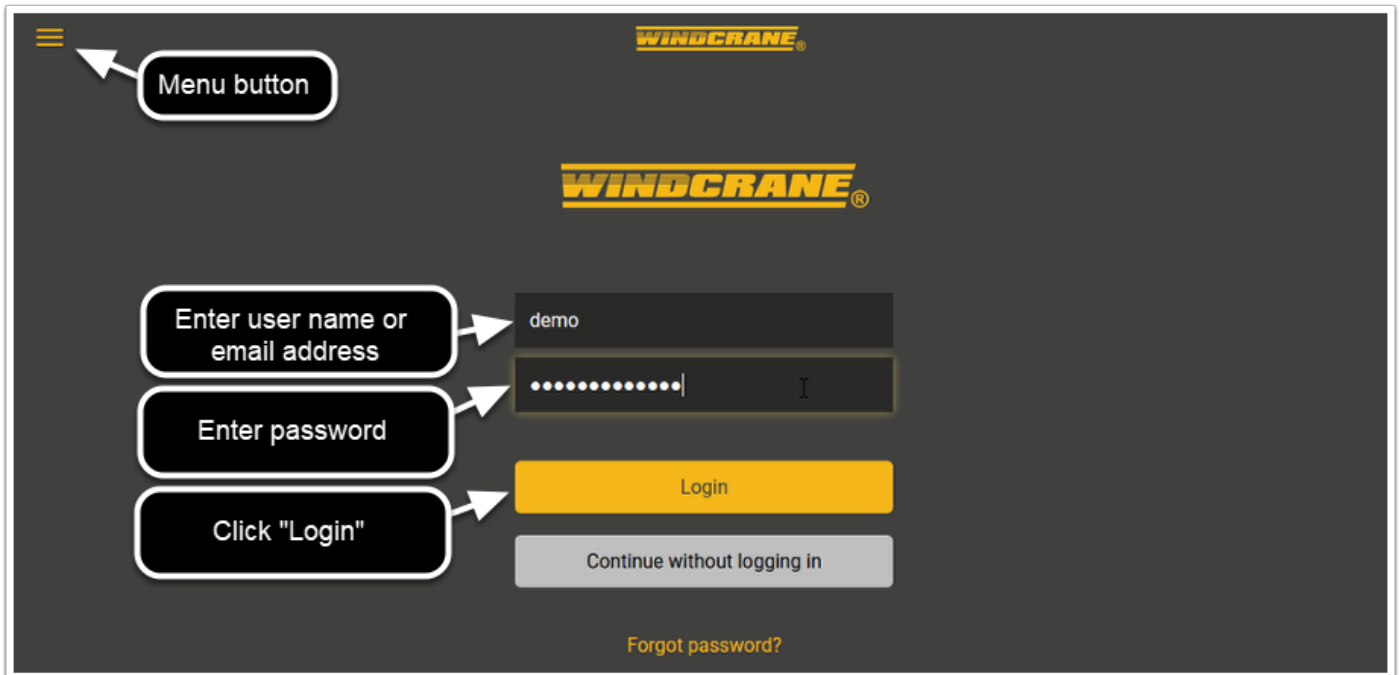 WINDCRANE®
Menu button
WINDCRANE®
Enter user name or
email address
demo
Enter password
•••••••••••••
Click "Login"
Login
Continue without logging in
Forgot password?